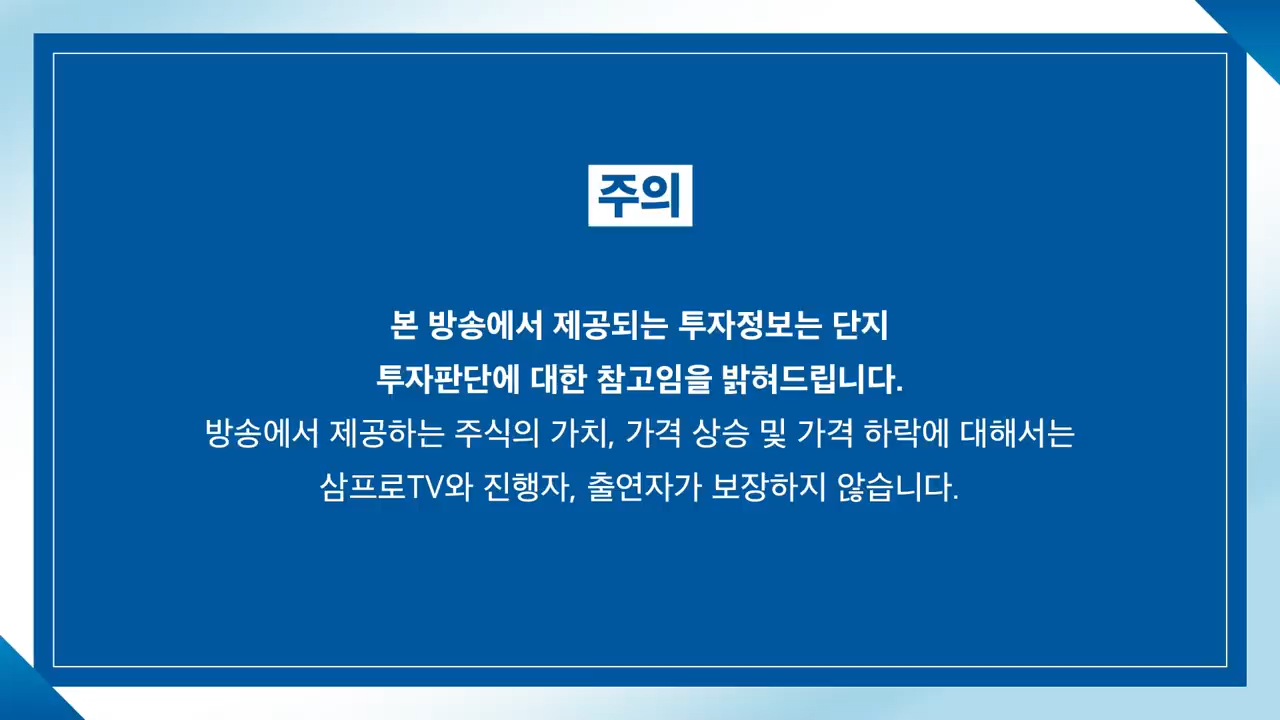 주의
본 방송에서 제공되는 투자정보는 단지
투자판단에 대한 참고임을 밝혀드립니다.
방송에서 제공하는 주식의 가치, 가격 상승 및 가격 하락에 대해서는
삼프로TV와 진행자, 출연자가 보장하지 않습니다.